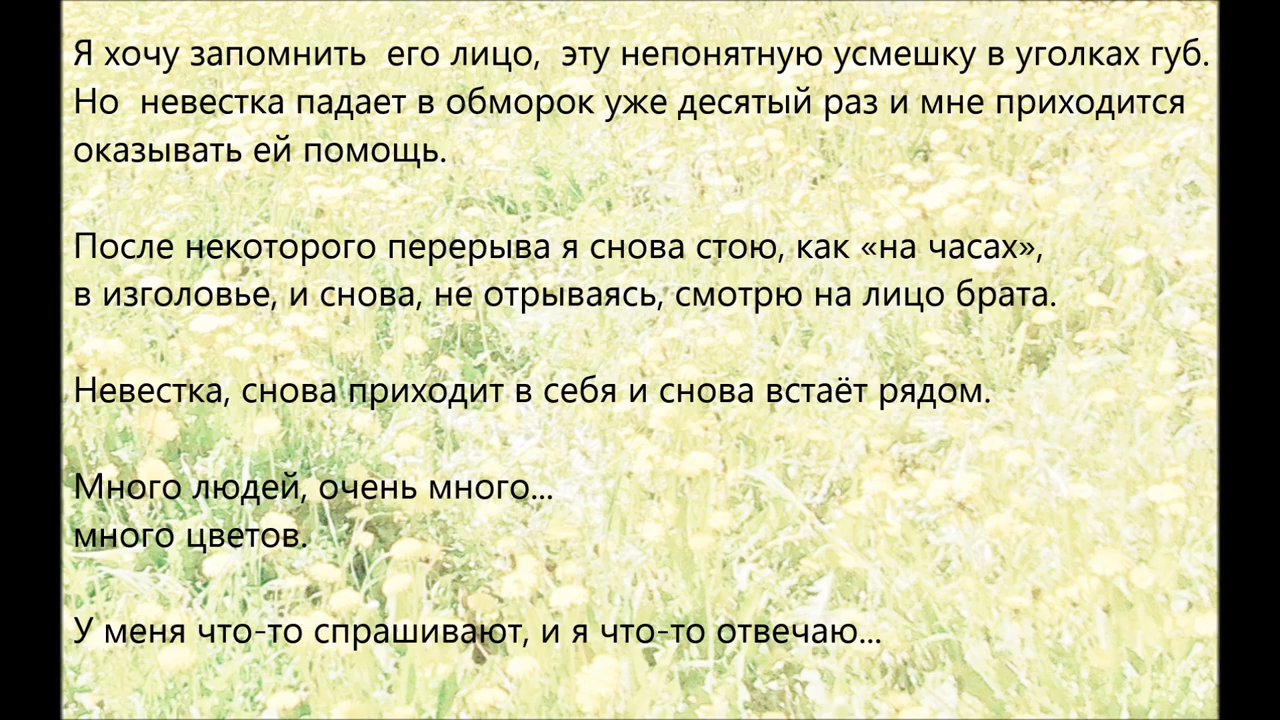 Я хочу запомнить  его лицо,  эту непонятную усмешку в уголках губ.
Но  невестка падает в обморок уже десятый раз и мне приходится
оказывать ей помощь.
После некоторого перерыва я снова стою, как «на часах»,
в изголовье, и снова, не отрываясь, смотрю на лицо брата.
Невестка, снова приходит в себя и снова встаёт рядом.
Много людей, очень много...
много цветов.
У меня что-то спрашивают, и я что-то отвечаю...